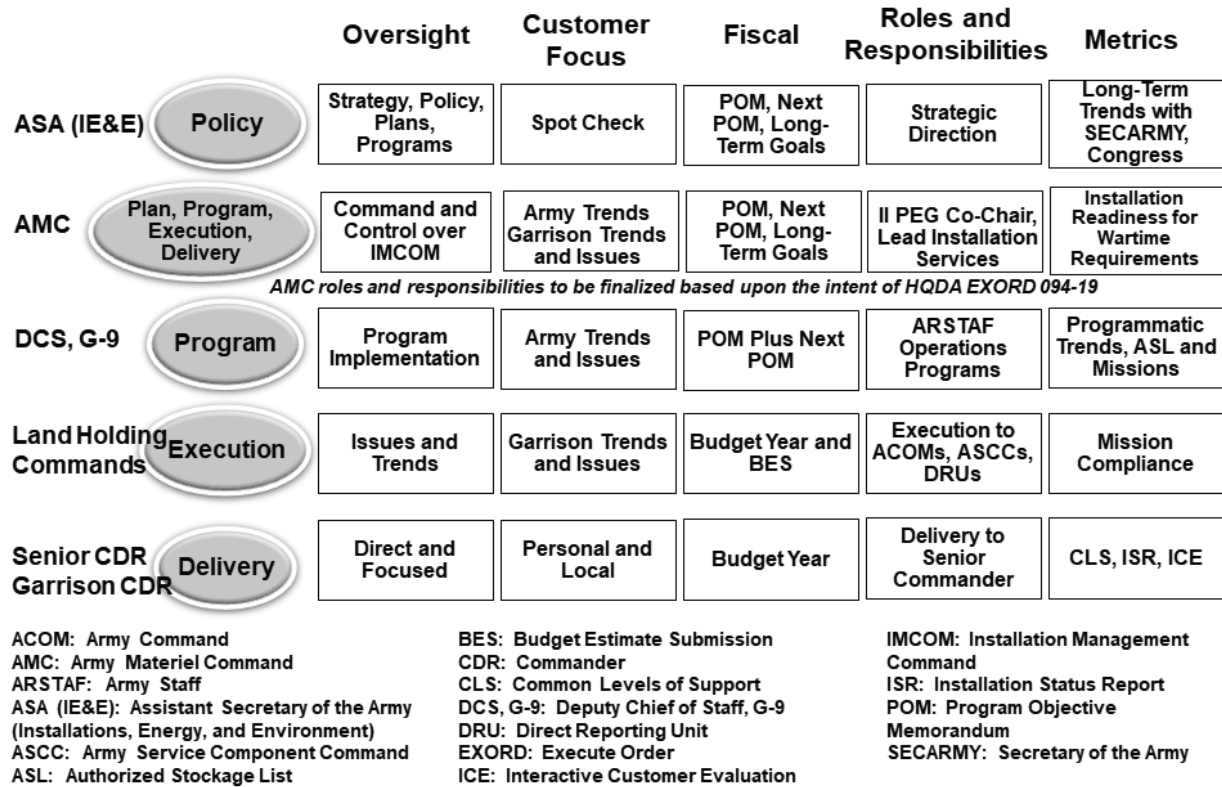 Oversight
Customer
Focus
Fiscal
Roles and
Responsibilities
Metrics
ASA (IE&E)
Policy
Strategy, Policy,
Plans,
Programs
Spot Check
POM, Next
POM, Long-
Term Goals
Strategic
Direction
Long-Term
Trends with
SECARMY,
Congress
AMC
Plan, Program,
Execution,
Delivery
Command and
Control over
IMCOM
Army Trends
Garrison Trends
and Issues
POM, Next
POM, Long-
Term Goals
II PEG Co-Chair,
Lead Installation
Services
Installation
Readiness for
Wartime
Requirements
AMC roles and responsibilities to be finalized based upon the intent of HQDA EXORD 094-19
DCS, G-9
Program
Program
Implementation
Army Trends
and Issues
POM Plus Next
POM
ARSTAF
Operations
Programs
Programmatic
Trends, ASL and
Missions
Land Holding
Commands
Execution
Issues and
Trends
Garrison Trends
and Issues
Budget Year and
BES
Execution to
ACOMs, ASCCs,
DRUs
Mission
Compliance
Senior CDR
Garrison CDR
Delivery
Direct and
Focused
Personal and
Local
Budget Year
Delivery to
Senior
Commander
CLS, ISR, ICE
ACOM: Army Command
AMC: Army Materiel Command
ARSTAF: Army Staff
ASA (IE&E): Assistant Secretary of the Army
(Installations, Energy, and Environment)
ASCC: Army Service Component Command
ASL: Authorized Stockage List
BES: Budget Estimate Submission
CDR: Commander
CLS: Common Levels of Support
DCS, G-9: Deputy Chief of Staff, G-9
DRU: Direct Reporting Unit
EXORD: Execute Order
ICE: Interactive Customer Evaluation
IMCOM: Installation Management
Command
ISR: Installation Status Report
POM: Program Objective
Memorandum
SECARMY: Secretary of the Army